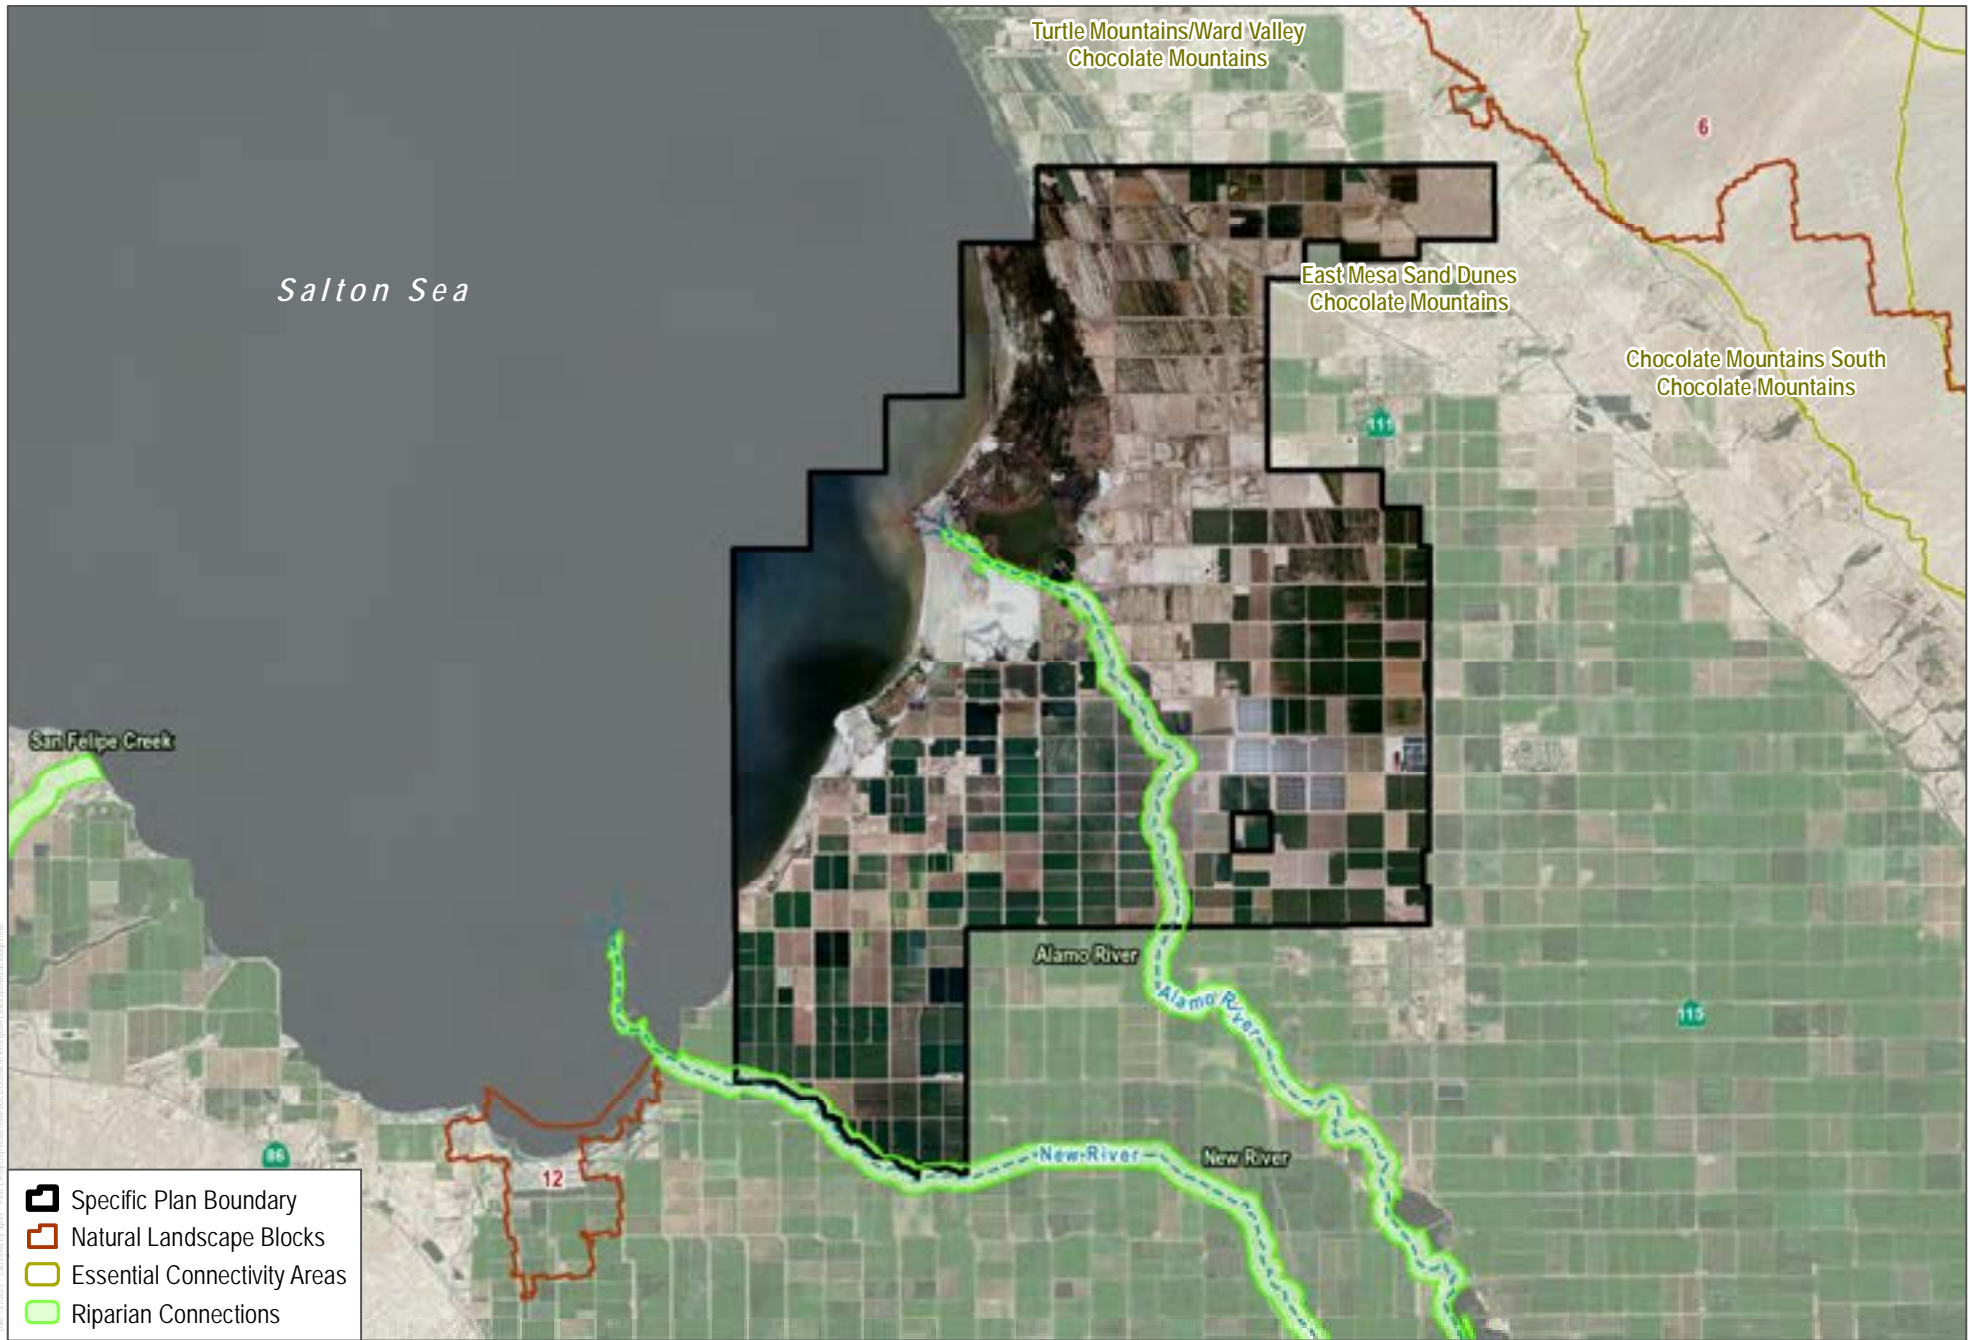 Turtle Mountains/Ward Valley
Chocolate Mountains
6
East Mesa Sand Dunes
Chocolate Mountains
Salton Sea
Chocolate Mountains South
Chocolate Mountains
111
San Felipe Creek
Alamo River
Alamo River
115
New River
New River
86
12
Specific Plan Boundary
Natural Landscape Blocks
Essential Connectivity Areas
Riparian Connections